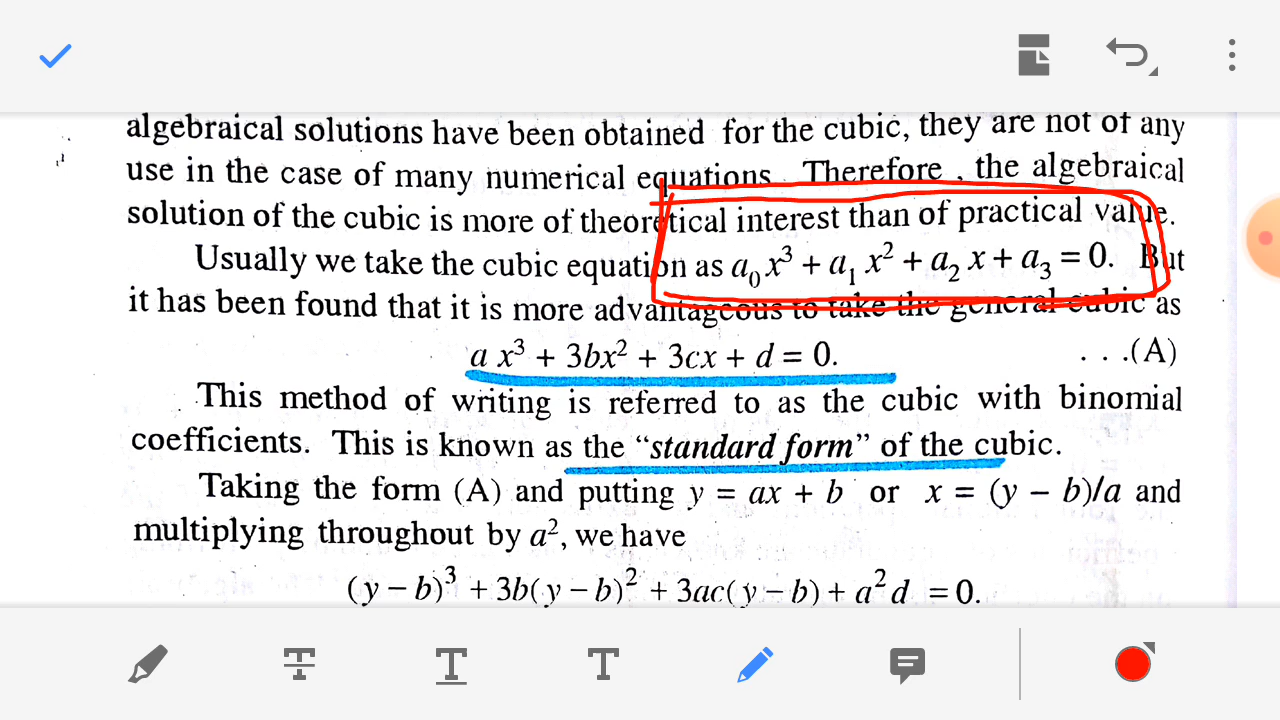 algebraical solutions have been obtained for the cubic, they are not of any
use in the case of many numerical equations. Therefore, the algebraical
solution of the cubic is more of theoretical interest than of practical value.
Usually we take the cubic equation as a₀x³ + a₁x² + a₂x + a₃ = 0. But
it has been found that it is more advantageous to take the general cubic as
a x³ + 3bx² + 3cx + d = 0. . . .(A)
This method of writing is referred to as the cubic with binomial
coefficients. This is known as the “standard form” of the cubic.
Taking the form (A) and putting y = ax + b or x = (y – b)/a and
multiplying throughout by a², we have
(y – b)³ + 3b(y – b)² + 3ac(y – b) + a²d = 0.
T
T
T